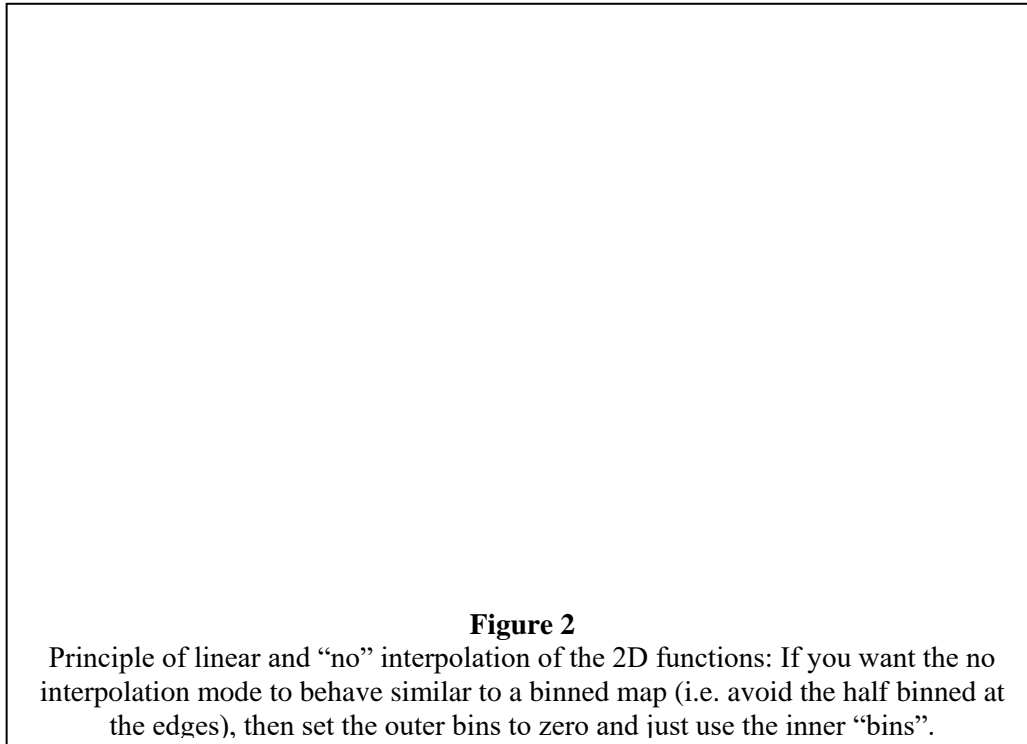 Figure 2
Principle of linear and “no” interpolation of the 2D functions: If you want the no
interpolation mode to behave similar to a binned map (i.e. avoid the half binned at
the edges), then set the outer bins to zero and just use the inner “bins”.